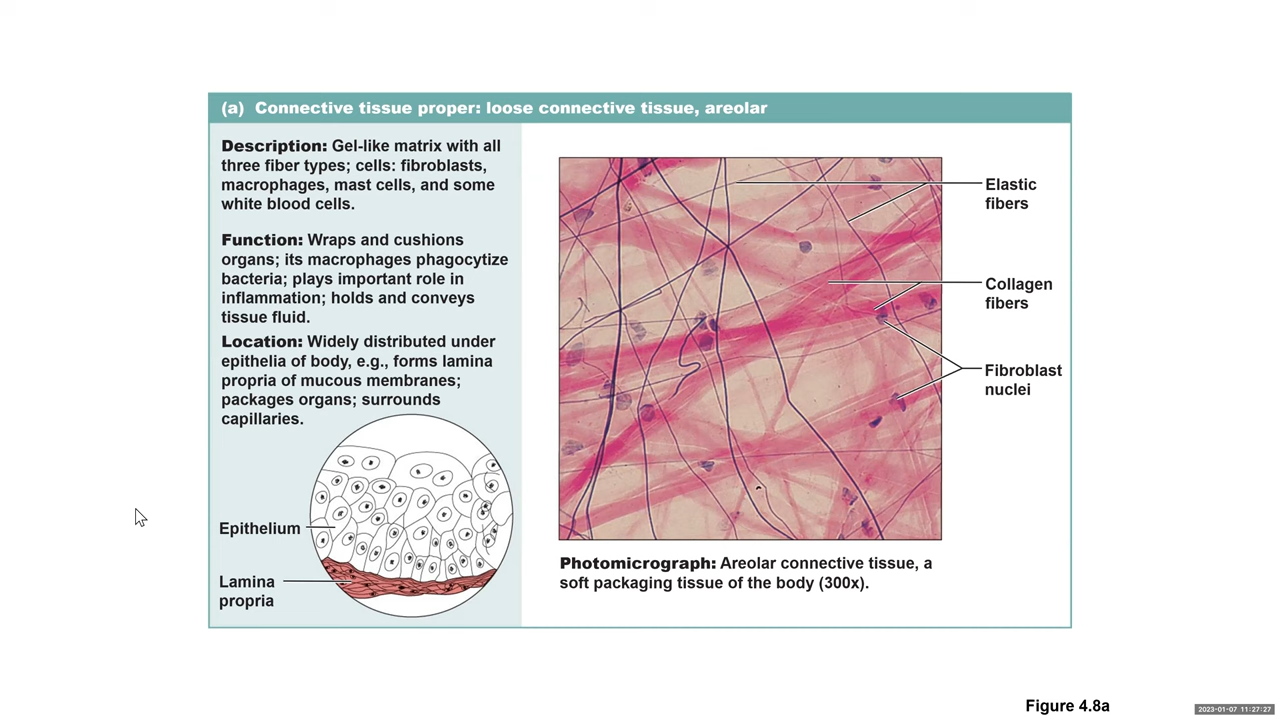 (a) Connective tissue proper: loose connective tissue, areolar
Description: Gel-like matrix with all
three fiber types; cells: fibroblasts,
macrophages, mast cells, and some
white blood cells.
Function: Wraps and cushions
organs; its macrophages phagocytize
bacteria; plays important role in
inflammation; holds and conveys
tissue fluid.
Location: Widely distributed under
epithelia of body, e.g., forms lamina
propria of mucous membranes;
packages organs; surrounds
capillaries.
Epithelium
Lamina
propria
Elastic
fibers
Collagen
fibers
Fibroblast
nuclei
Photomicrograph: Areolar connective tissue, a
soft packaging tissue of the body (300x).
Figure 4.8a
2023-01-07 11:27:27